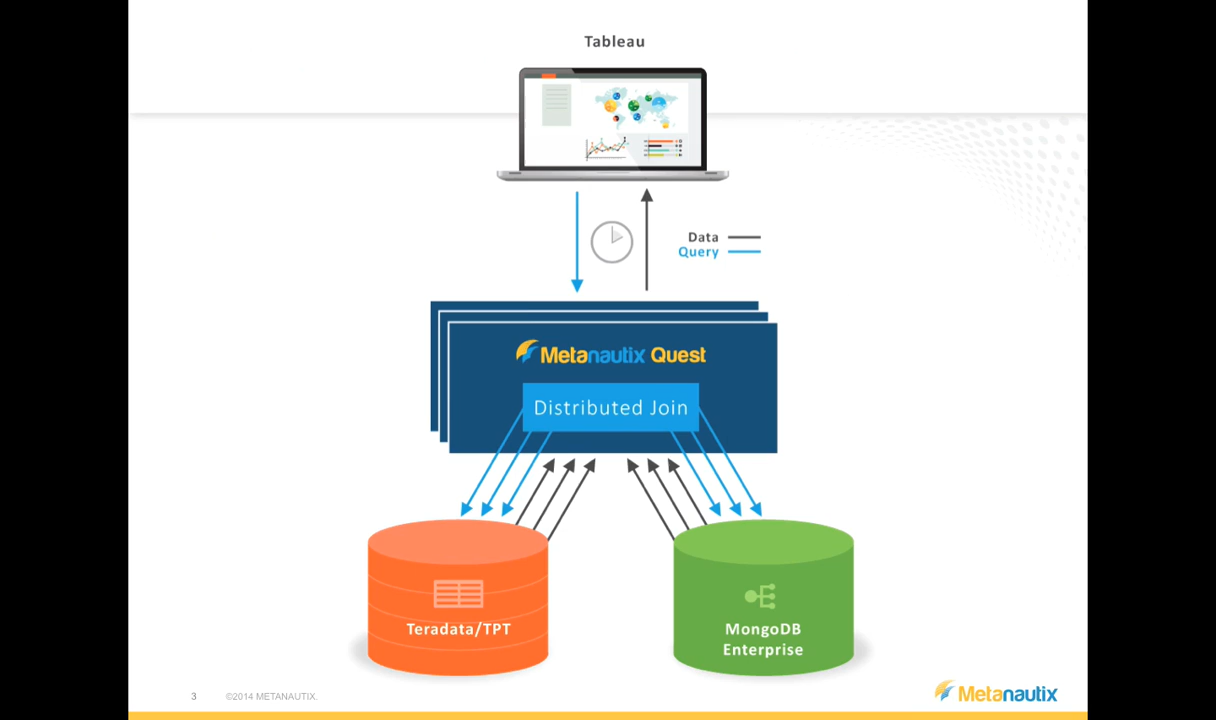 Tableau
Data
Query
Metanautix Quest
Distributed Join
Teradata/TPT
MongoDB
Enterprise
3
©2014 METANAUTIX.
Metanautix